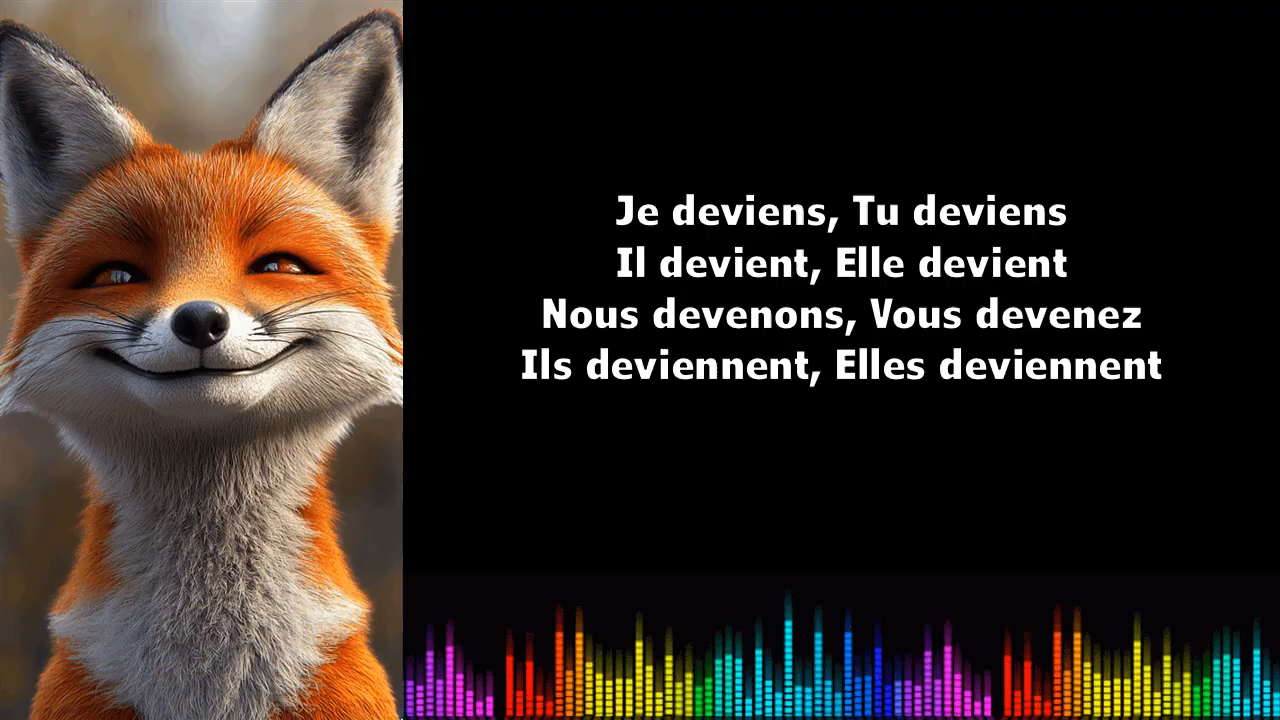 Je deviens, Tu deviens
Il devient, Elle devient
Nous devenons, Vous devenez
Ils deviennent, Elles deviennent